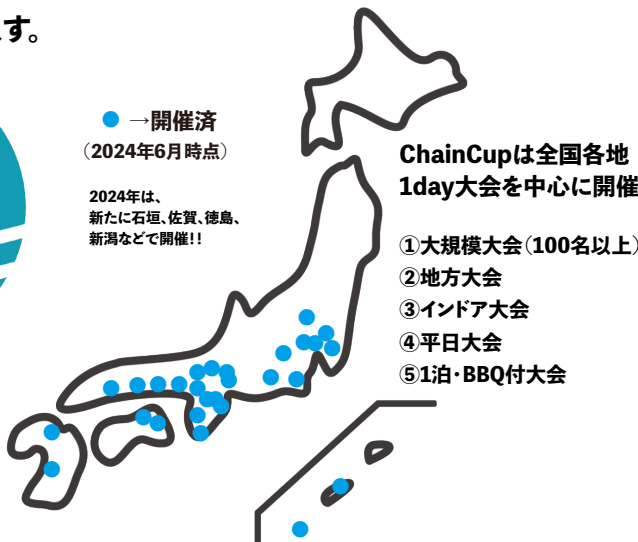 す。
→開催済
（2024年6月時点）
2024年は、
新たに石垣、佐賀、徳島、
新潟などで開催!!
ChainCupは全国各地
1day大会を中心に開催
①大規模大会（100名以上）
②地方大会
③インドア大会
④平日大会
⑤1泊・BBQ付大会